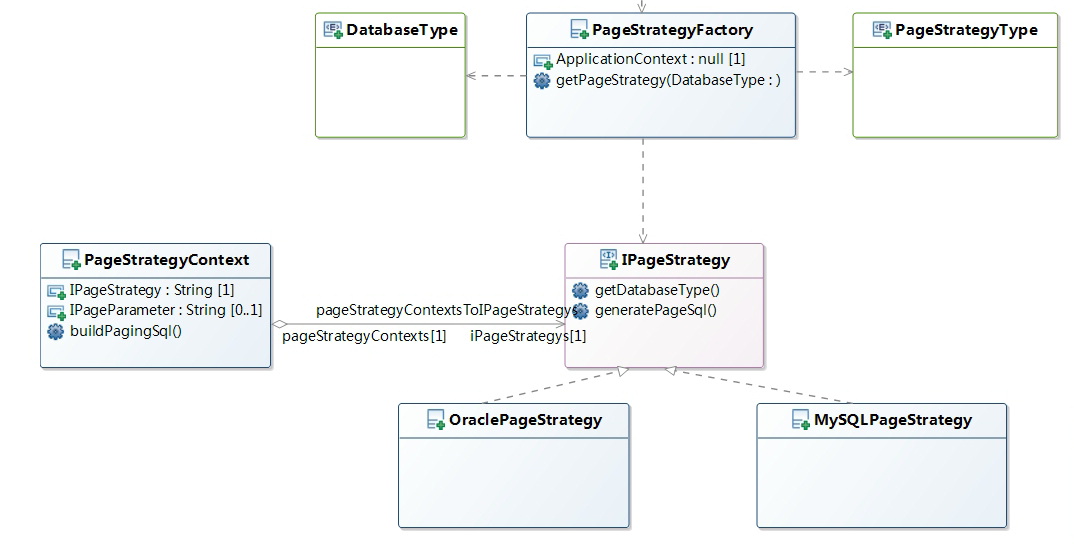 DatabaseType
PageStrategyFactory
ApplicationContext : null [1]
getPageStrategy(DatabaseType : )
PageStrategyType
PageStrategyContext
IPageStrategy : String [1]
IPageParameter : String [0..1]
buildPagingSql()
pageStrategyContextsToIPageStrategys
pageStrategyContexts[1]
iPageStrategys[1]
IPageStrategy
getDatabaseType()
generatePageSql()
OraclePageStrategy
MySQLPageStrategy